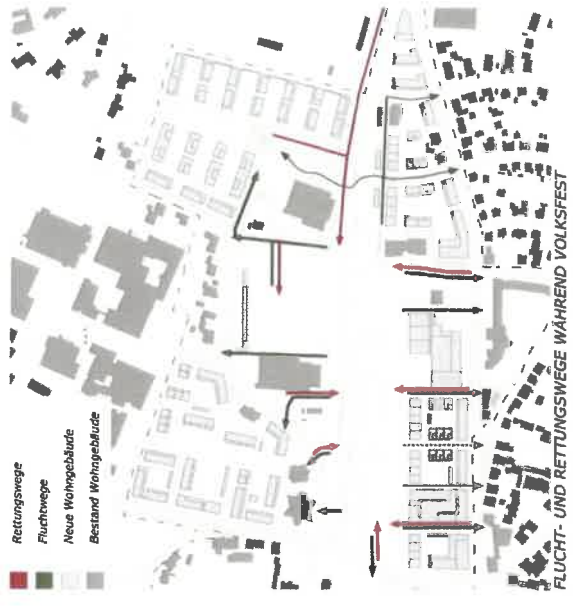 Rettungswege
Fluchtwege
Neue Wohngebäude
Bestand Wohngebäude
FLUCHT- UND RETTUNGSWEGE WÄHREND VOLKSFEST